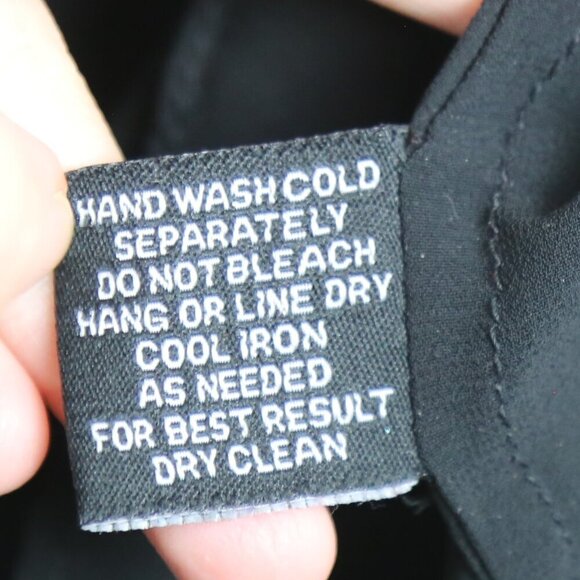 HAND WASH COLD
SEPARATELY
DO NOT BLEACH
HANG OR LINE DRY
COOL IRON
AS NEEDED
FOR BEST RESULT
DRY CLEAN